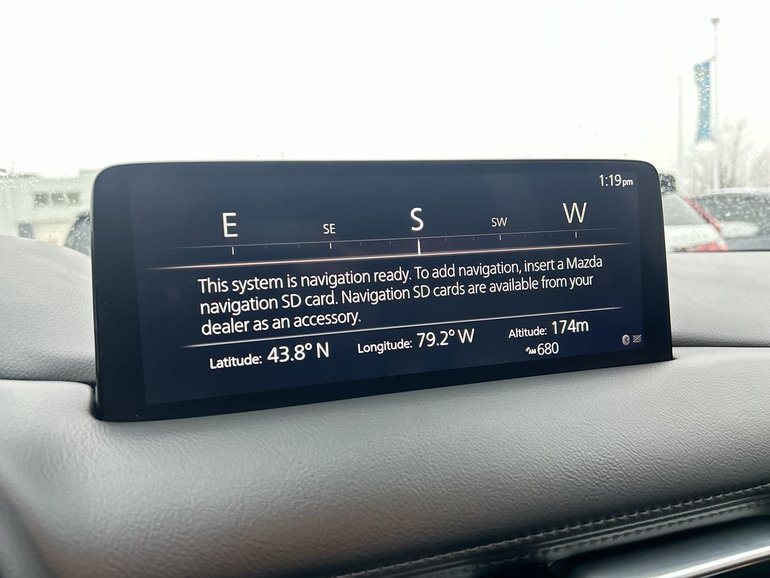 1:19pm
E SE S SW W
This system is navigation ready. To add navigation, insert a Mazda
navigation SD card. Navigation SD cards are available from your
dealer as an accessory.
Latitude: 43.8° N Longitude: 79.2° W Altitude: 174m
680